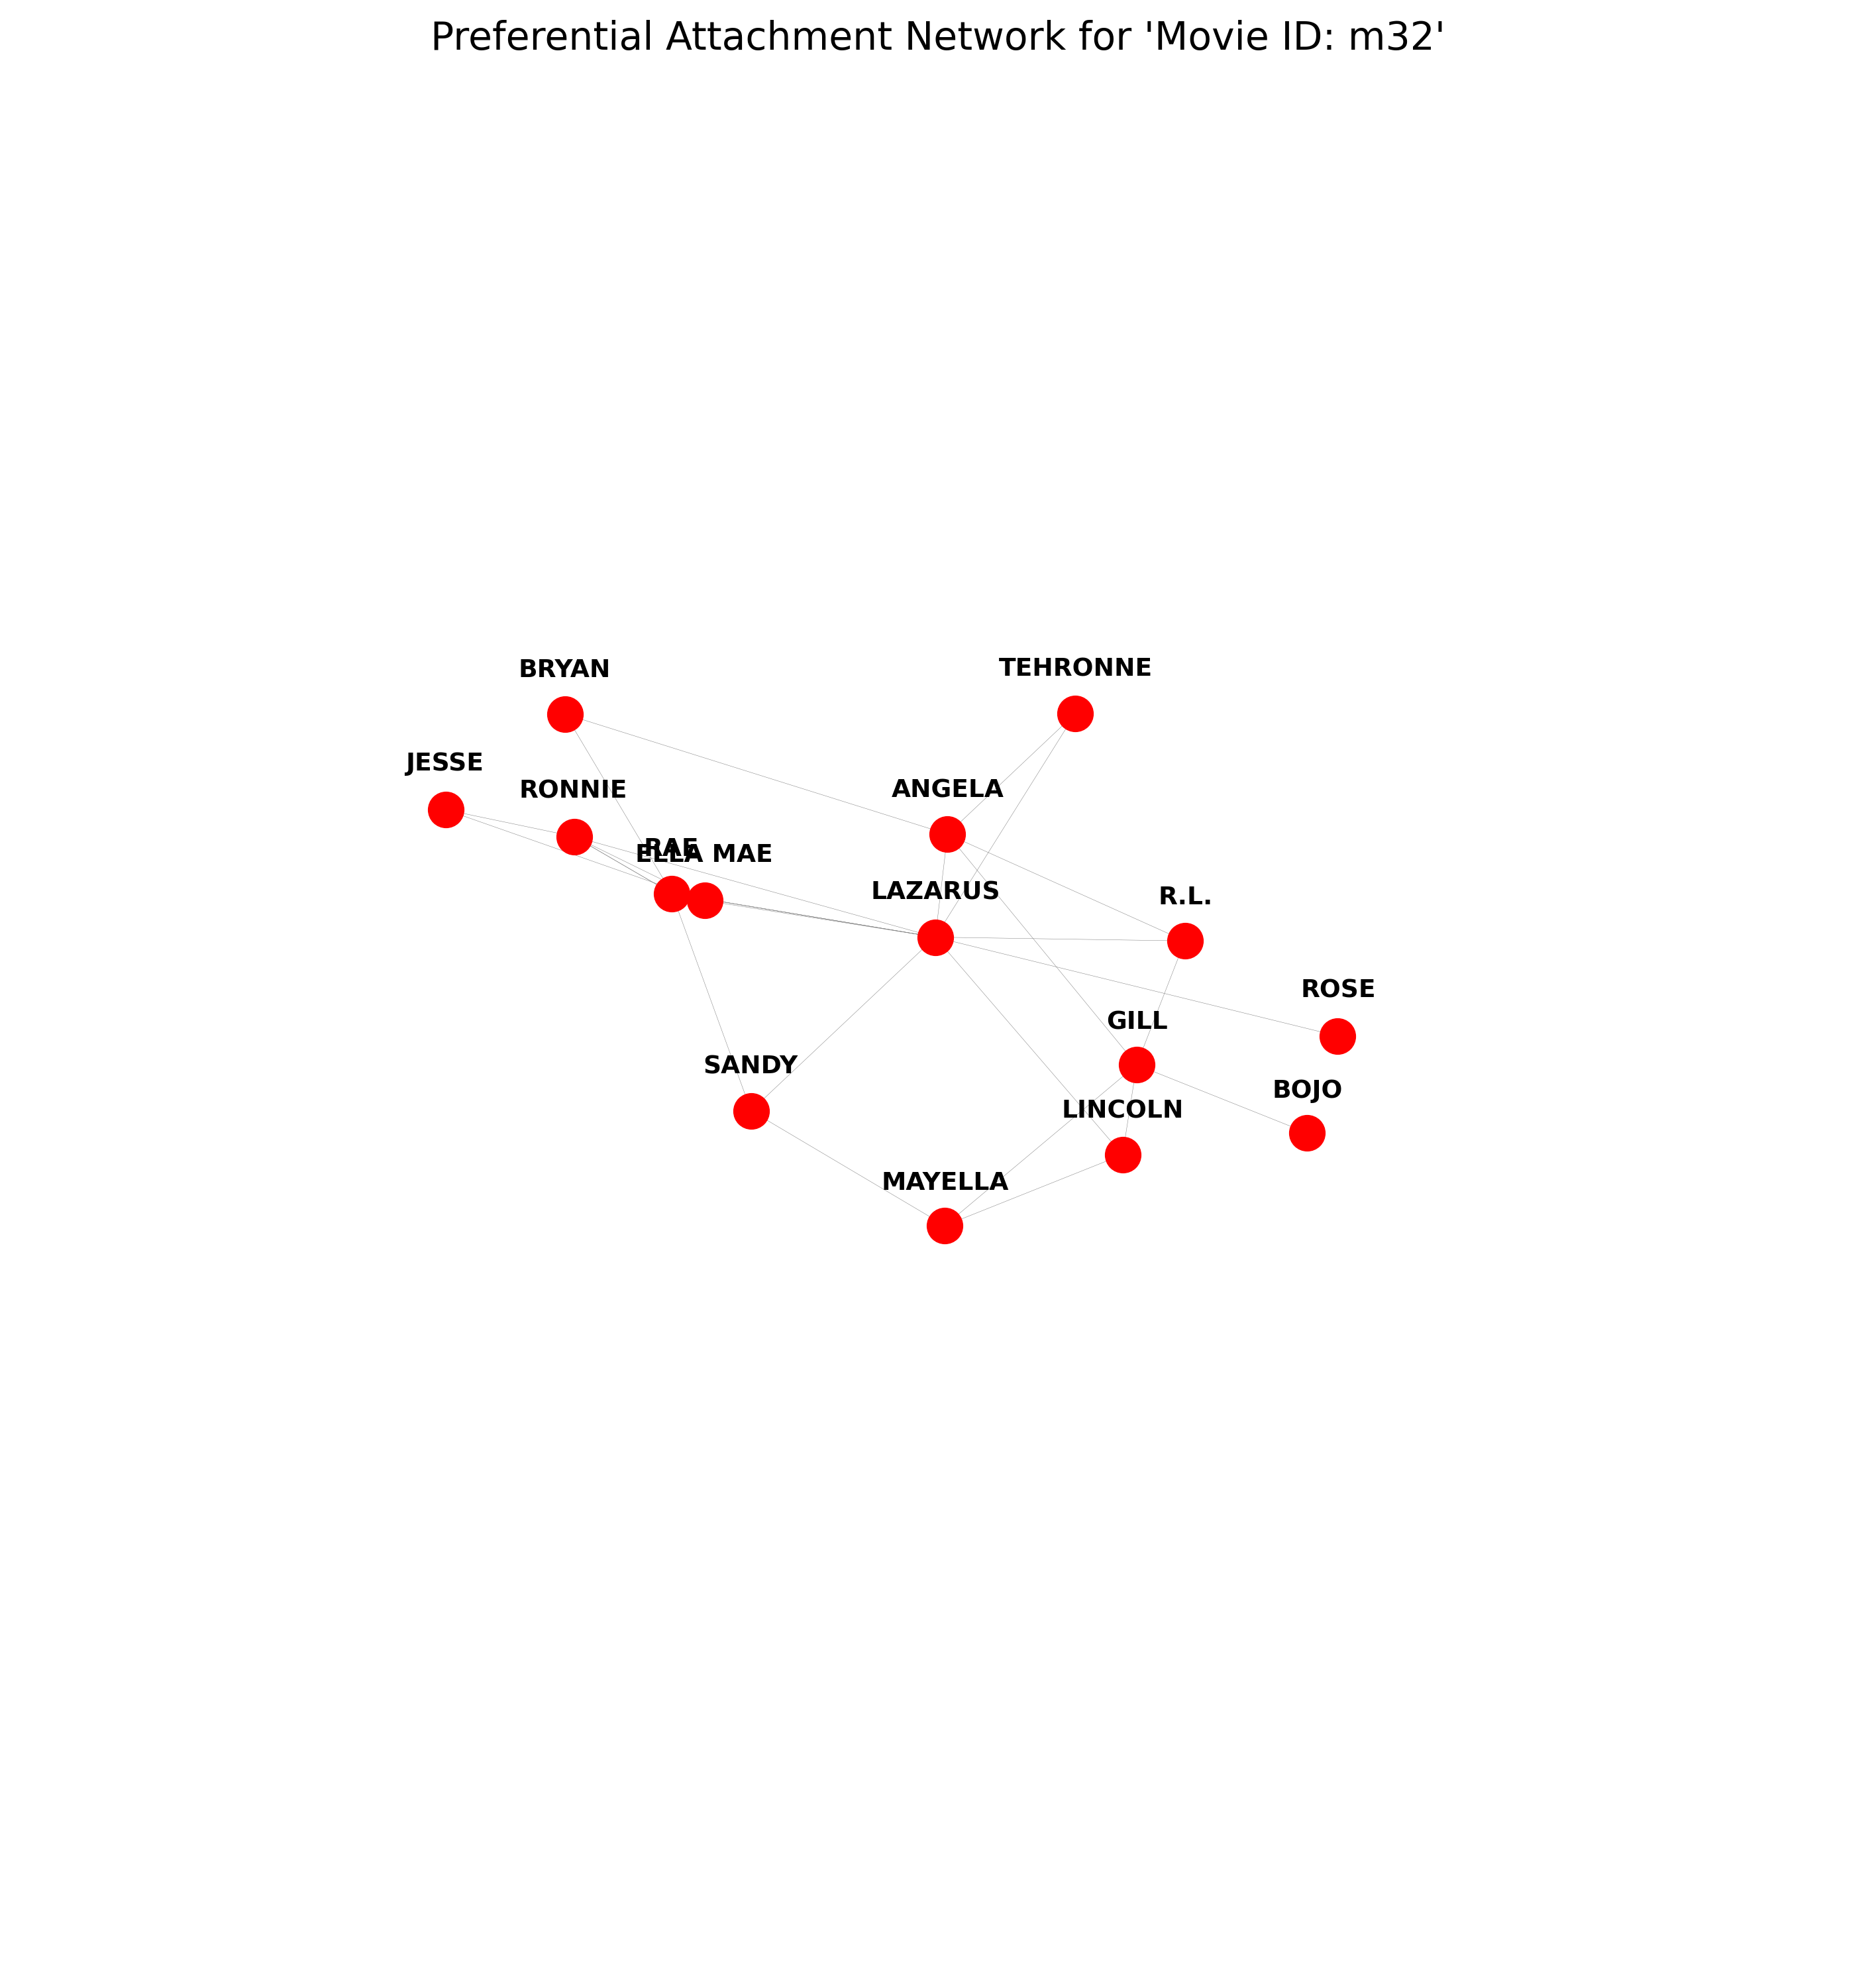 Preferential Attachment Network for 'Movie ID: m32'
BRYAN
TEHRONNE
JESSE
RONNIE
ANGELA
RAE
ELLA MAE
LAZARUS
R.L.
ROSE
GILL
SANDY
BOJO
LINCOLN
MAYELLA